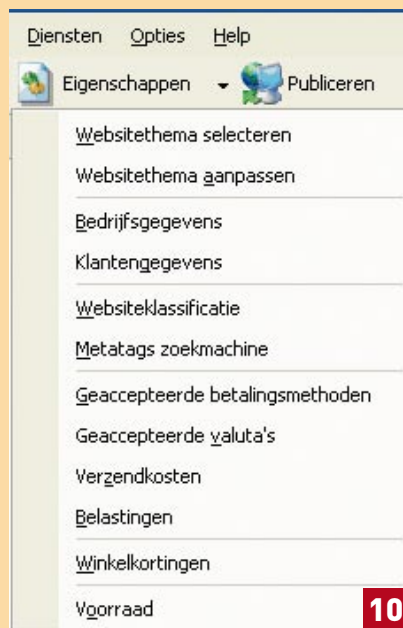 Diensten Opties Help
Eigenschappen Publiceren
Websitethema selecteren
Websitethema aanpassen
Bedrijfsgegevens
Klantengegevens
Websiteklassificatie
Metatags zoekmachine
Geaccepteerde betalingsmethoden
Geaccepteerde valuta's
Verzendkosten
Belastingen
Winkelkortingen
Voorraad
10